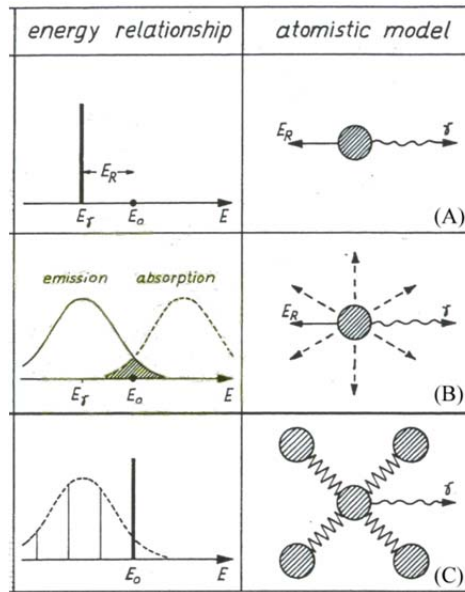 energy relationship
atomistic model
E_R
E_γ
E_o
E
E_R
γ
(A)
emission
absorption
E_γ
E_o
E
E_R
γ
(B)
E_o
E
γ
(C)